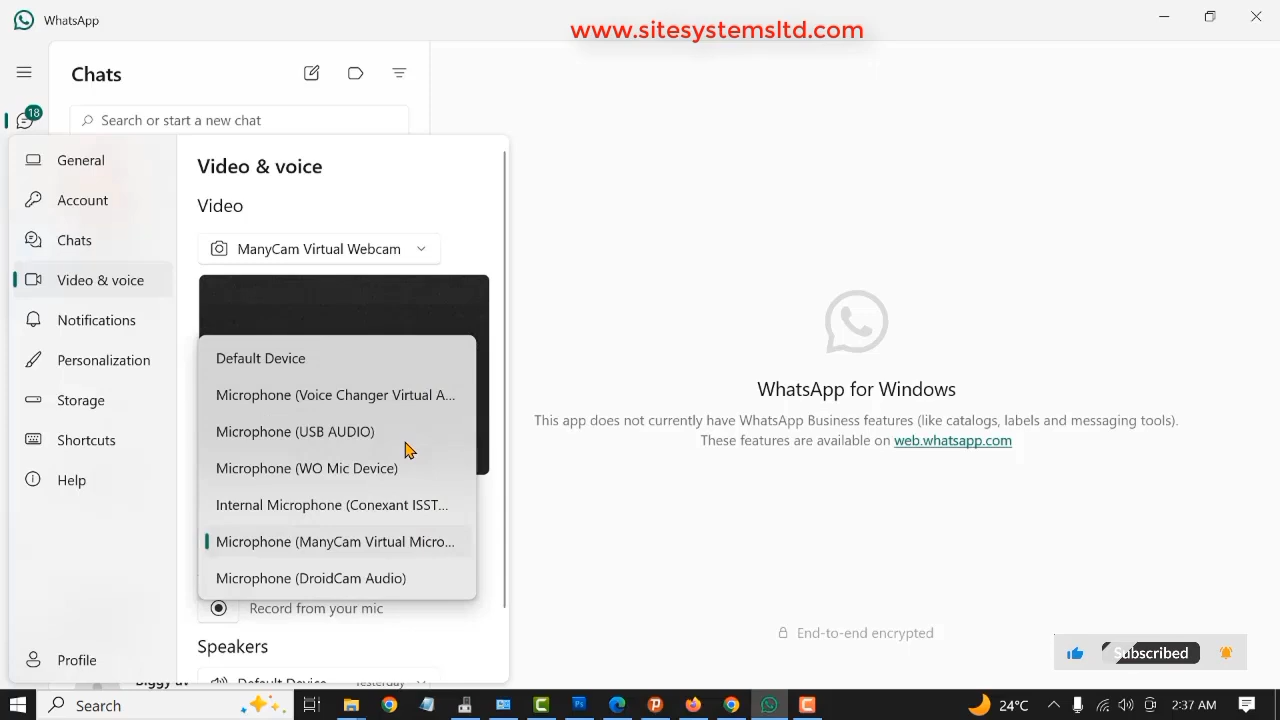 WhatsApp
www.sitesystemsltd.com
Chats
18
Search or start a new chat
General
Account
Chats
Video & voice
Notifications
Personalization
Storage
Shortcuts
Help
Profile
Video & voice
Video
ManyCam Virtual Webcam
Default Device
Microphone (Voice Changer Virtual A...
Microphone (USB AUDIO)
Microphone (WO Mic Device)
Internal Microphone (Conexant ISST...
Microphone (ManyCam Virtual Micro...
Microphone (DroidCam Audio)
Record from your mic
Speakers
Default Device
Yesterday
WhatsApp for Windows
This app does not currently have WhatsApp Business features (like catalogs, labels and messaging tools).
These features are available on web.whatsapp.com
End-to-end encrypted
Subscribed
Search
24°C
2:37 AM